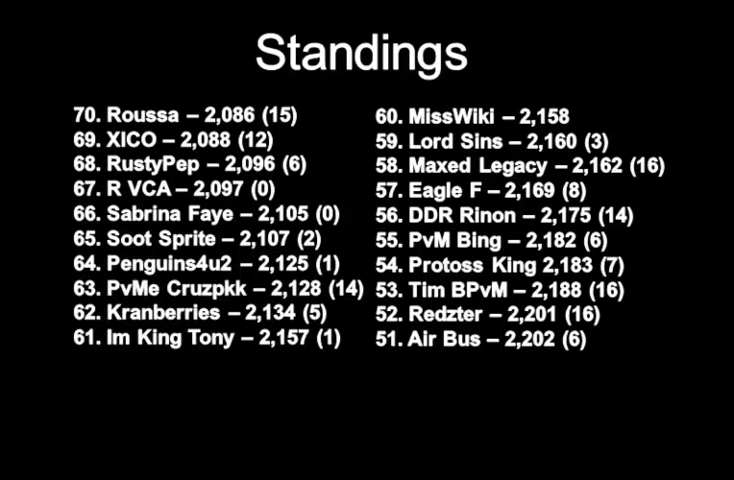 Standings
70. Roussa – 2,086 (15)
69. XICO – 2,088 (12)
68. RustyPep – 2,096 (6)
67. R VCA – 2,097 (0)
66. Sabrina Faye – 2,105 (0)
65. Soot Sprite – 2,107 (2)
64. Penguins4u2 – 2,125 (1)
63. PvMe Cruzpkk – 2,128 (14)
62. Kranberries – 2,134 (5)
61. Im King Tony – 2,157 (1)
60. MissWiki – 2,158
59. Lord Sins – 2,160 (3)
58. Maxed Legacy – 2,162 (16)
57. Eagle F – 2,169 (8)
56. DDR Rinon – 2,175 (14)
55. PvM Bing – 2,182 (6)
54. Protoss King 2,183 (7)
53. Tim BPvM – 2,188 (16)
52. Redzter – 2,201 (16)
51. Air Bus – 2,202 (6)